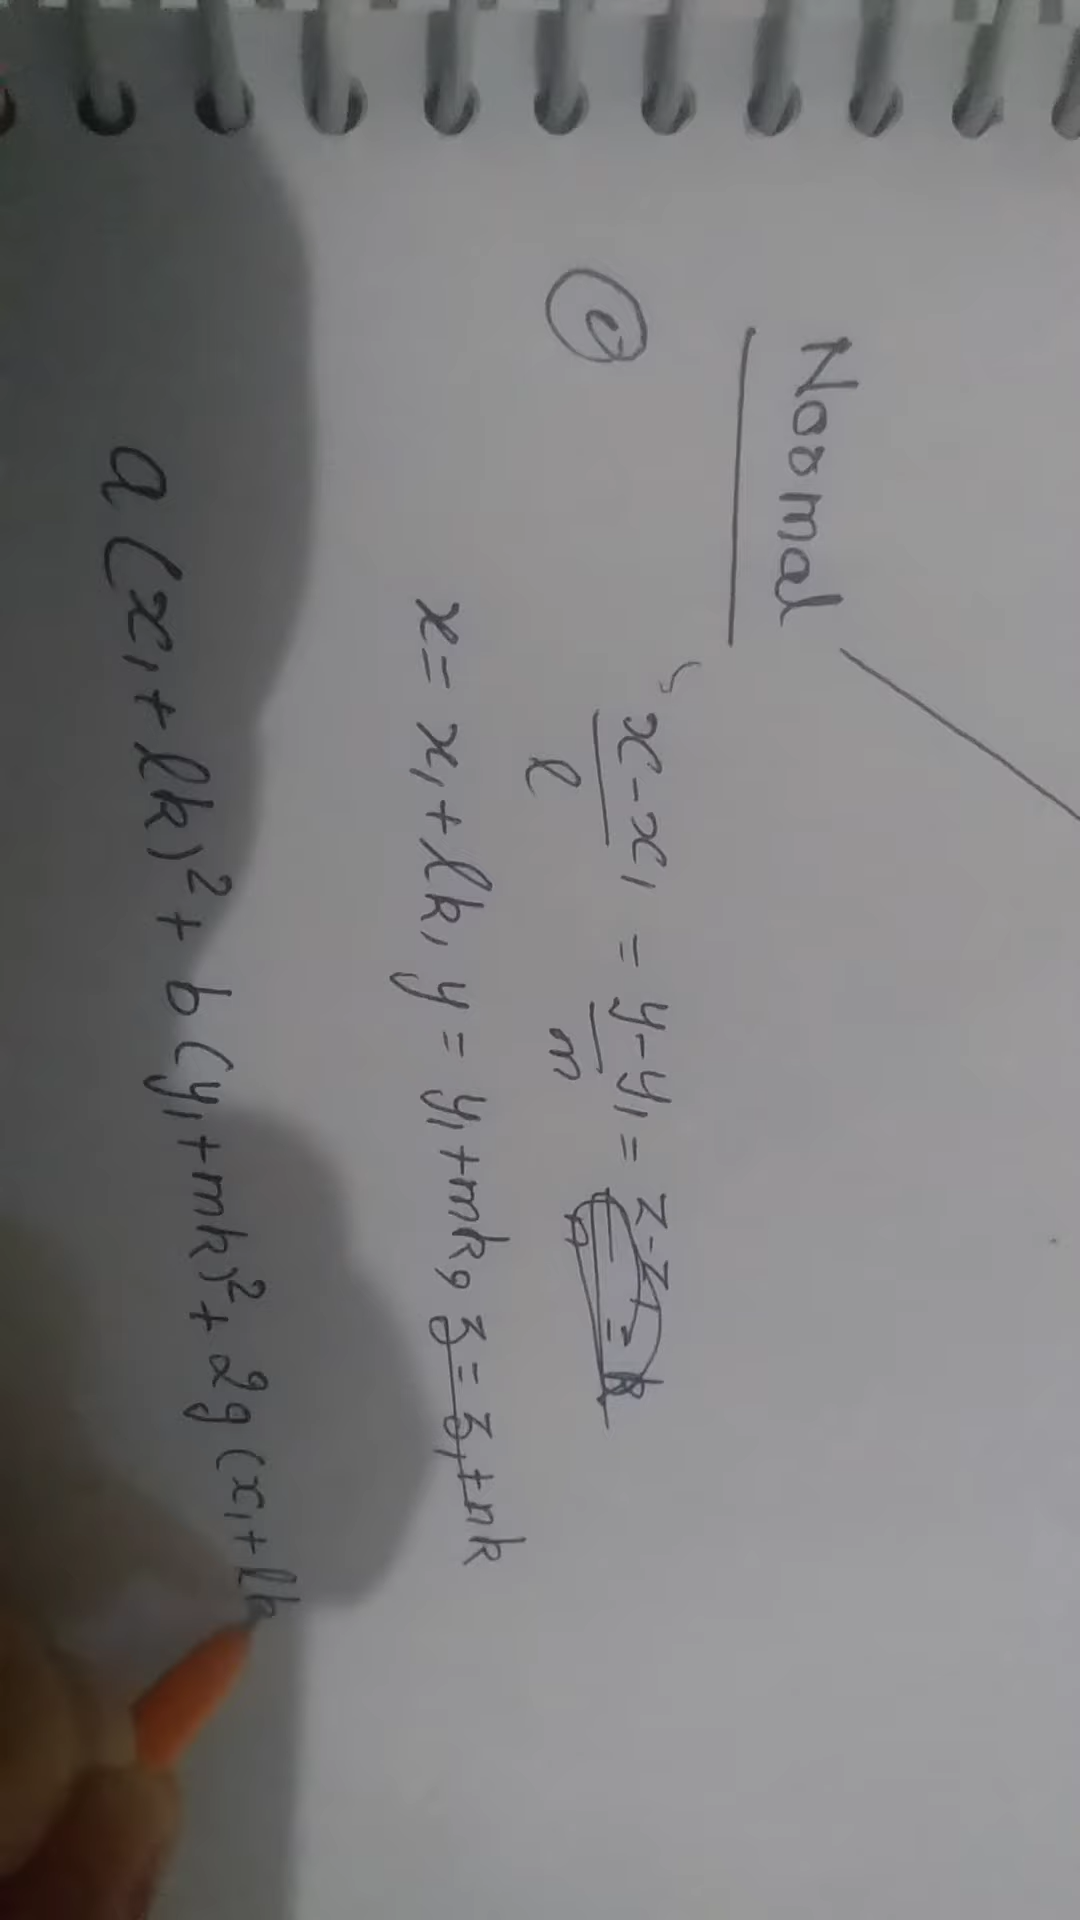 Normal
x-x₁ = y-y₁ = z-z₁ = k
l m
(i)
x = x₁ + lk, y = y₁ + mk, z = z₁ + nk
a (x₁ + lk)² + b (y₁ + mk)² + 2g (x₁ + lk